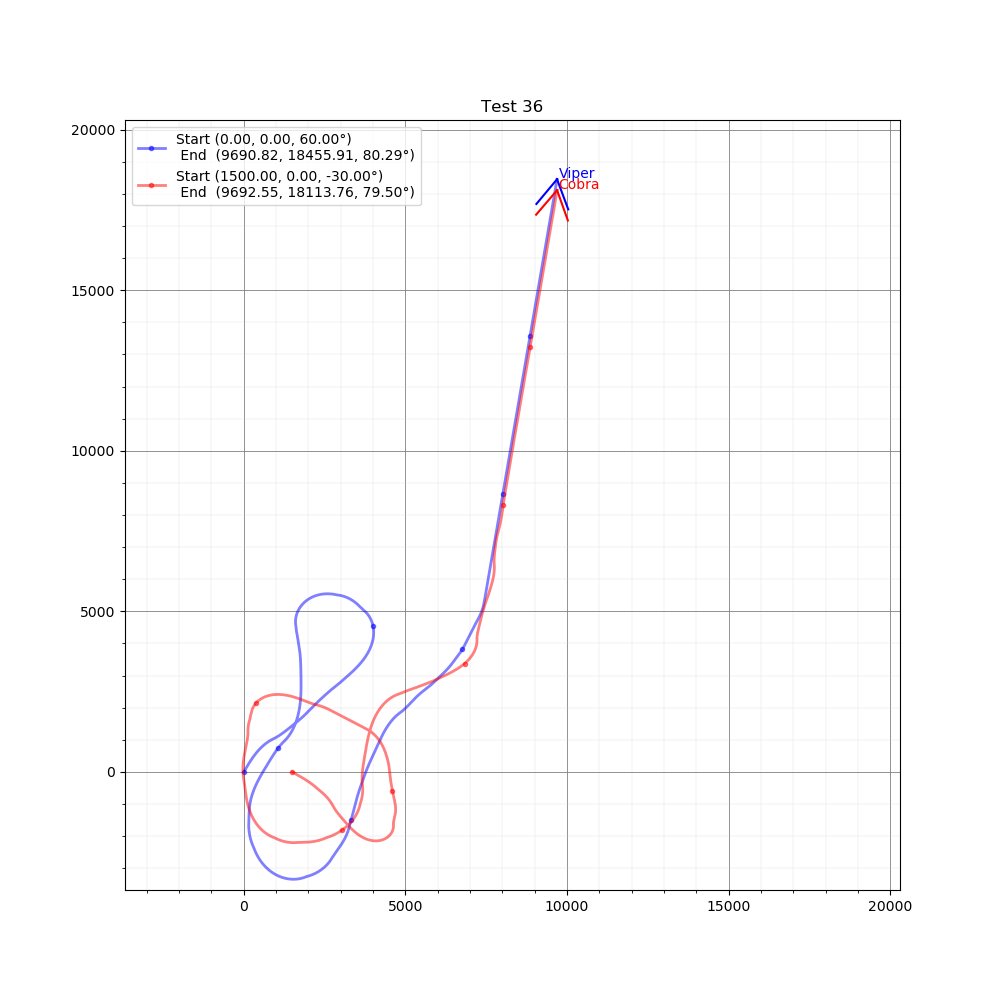 Test 36
20000
15000
10000
5000
0
Start (0.00, 0.00, 60.00°)
End  (9690.82, 18455.91, 80.29°)
Start (1500.00, 0.00, -30.00°)
End  (9692.55, 18113.76, 79.50°)
Viper
Cobra
0 5000 10000 15000 20000